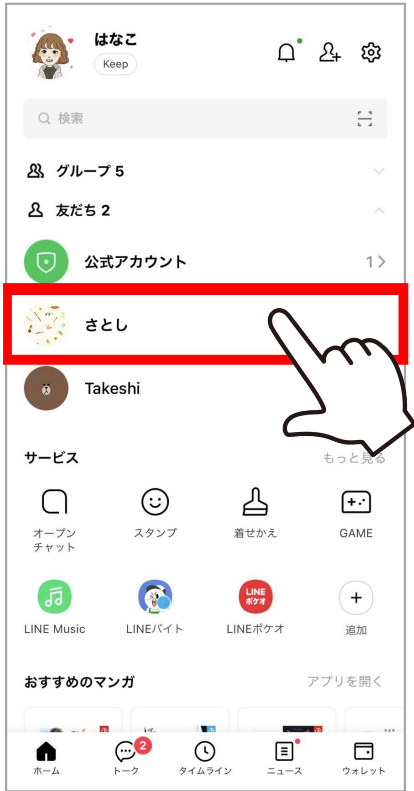 はなこ
Keep
検索
グループ 5
友だち 2
公式アカウント 1
さとし
Takeshi
サービス もっと見る
オープン
チャット
スタンプ
着せかえ
GAME
LINE Music
LINEバイト
LINE
ポケオ
LINEポケオ
追加
おすすめのマンガ アプリを開く
2
ホーム
トーク
タイムライン
ニュース
ウォレット